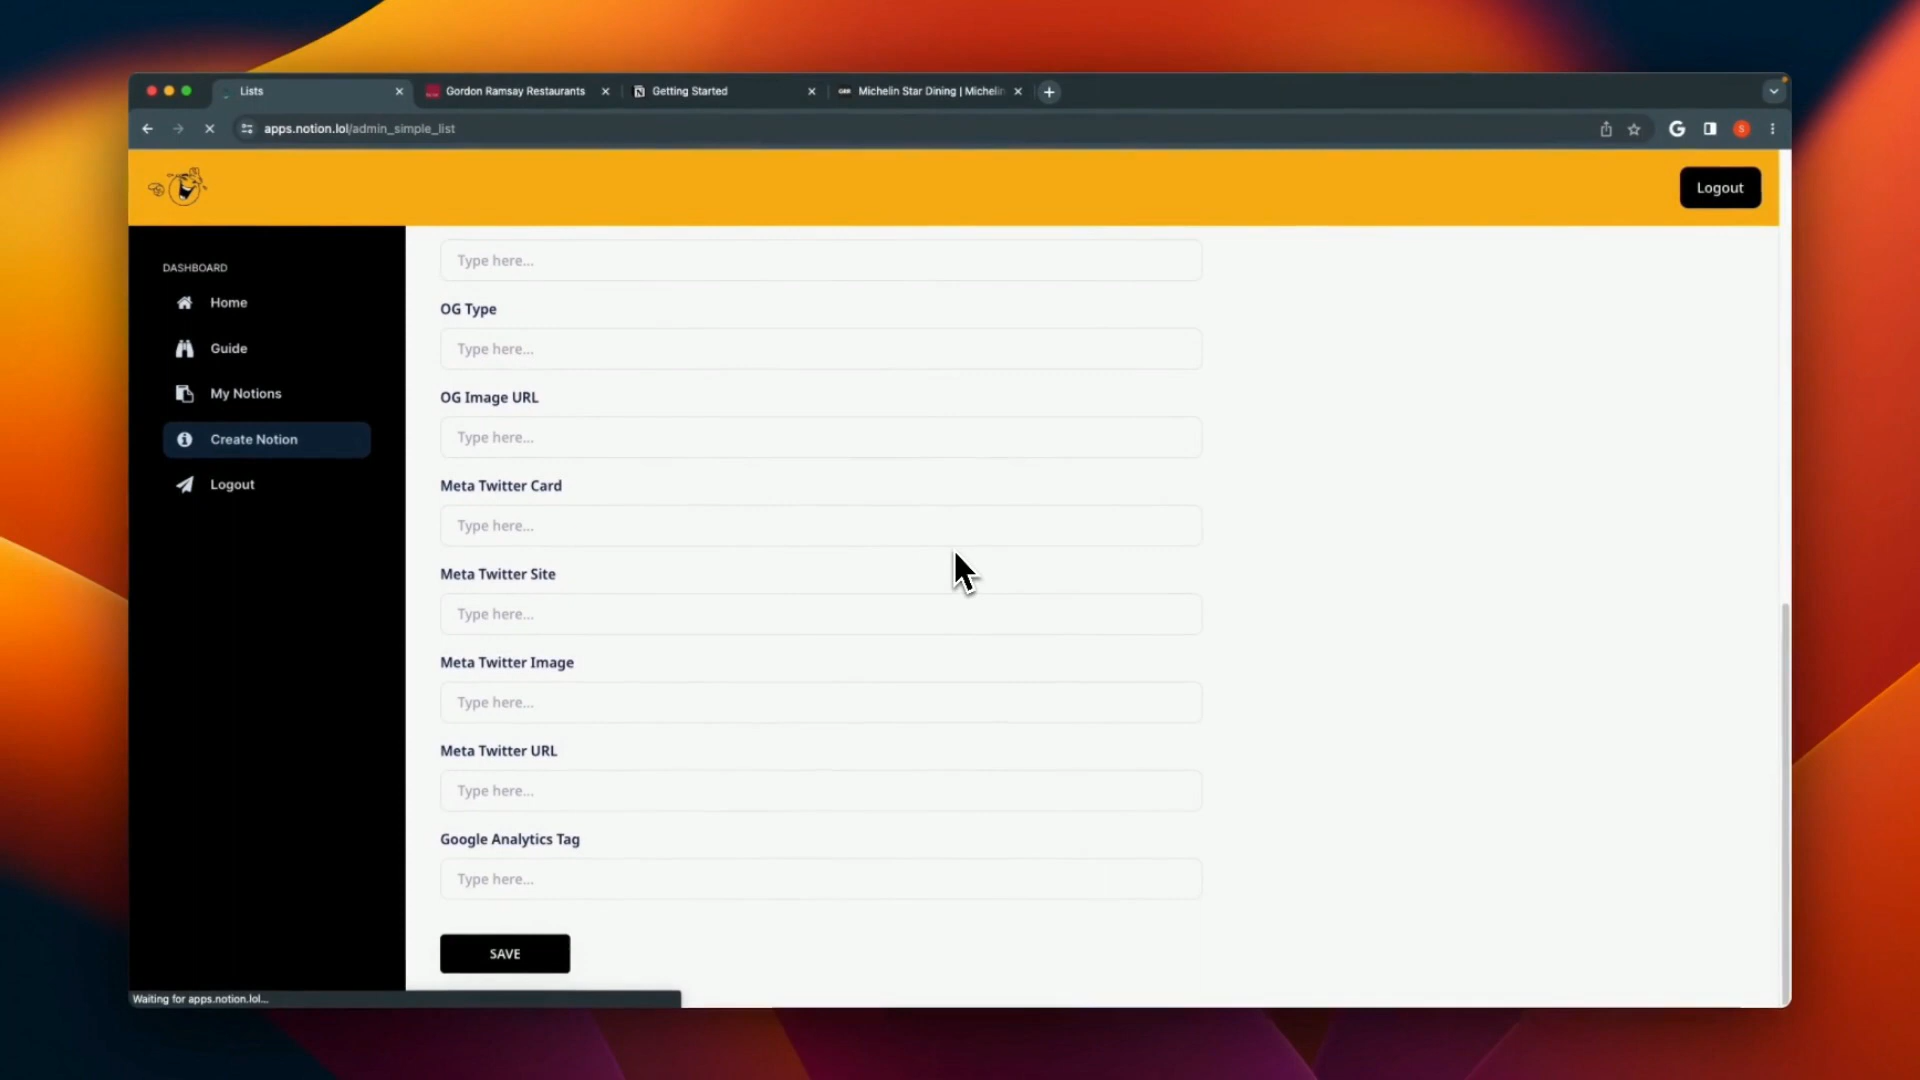 Lists
Gordon Ramsay Restaurants
Getting Started
Michelin Star Dining | Michelin
apps.notion.lol/admin_simple_list
S
Logout
DASHBOARD
Home
Guide
My Notions
Create Notion
Logout
Type here...
OG Type
Type here...
OG Image URL
Type here...
Meta Twitter Card
Type here...
Meta Twitter Site
Type here...
Meta Twitter Image
Type here...
Meta Twitter URL
Type here...
Google Analytics Tag
Type here...
SAVE
Waiting for apps.notion.lol...